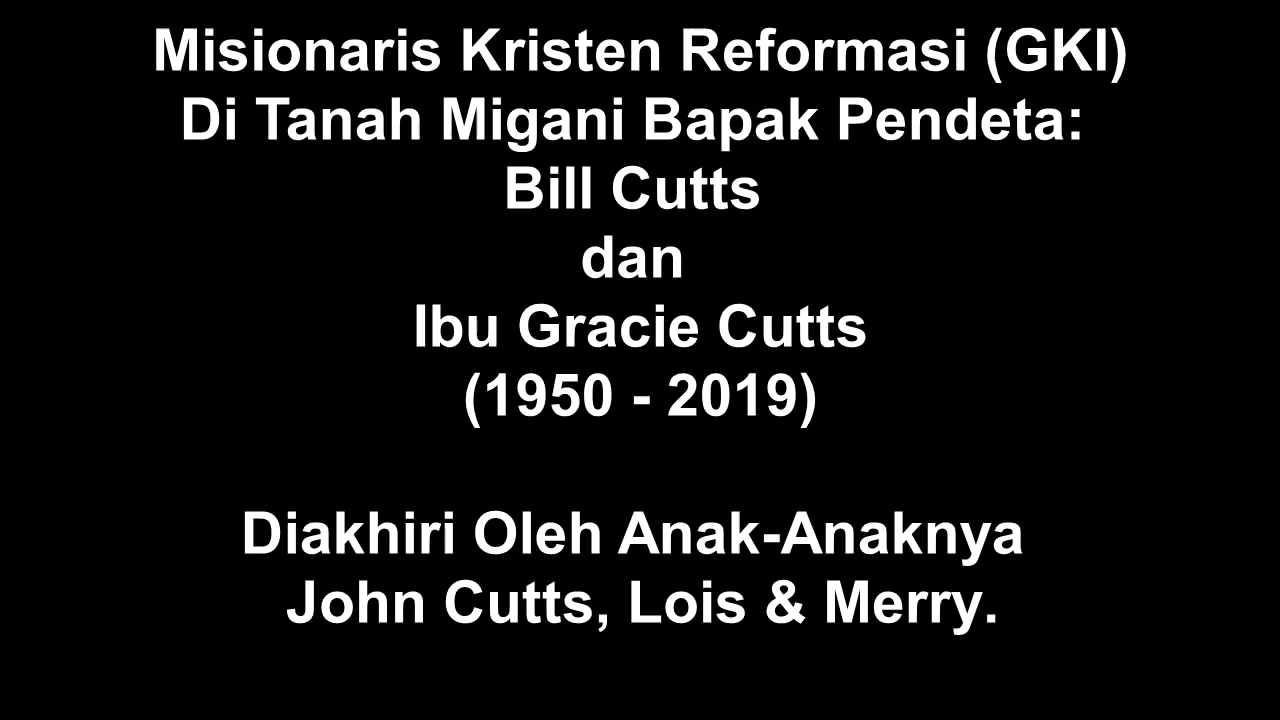 Misionaris Kristen Reformasi (GKI)
Di Tanah Migani Bapak Pendeta:
Bill Cutts
dan
Ibu Gracie Cutts
(1950 - 2019)
Diakhiri Oleh Anak-Anaknya
John Cutts, Lois & Merry.